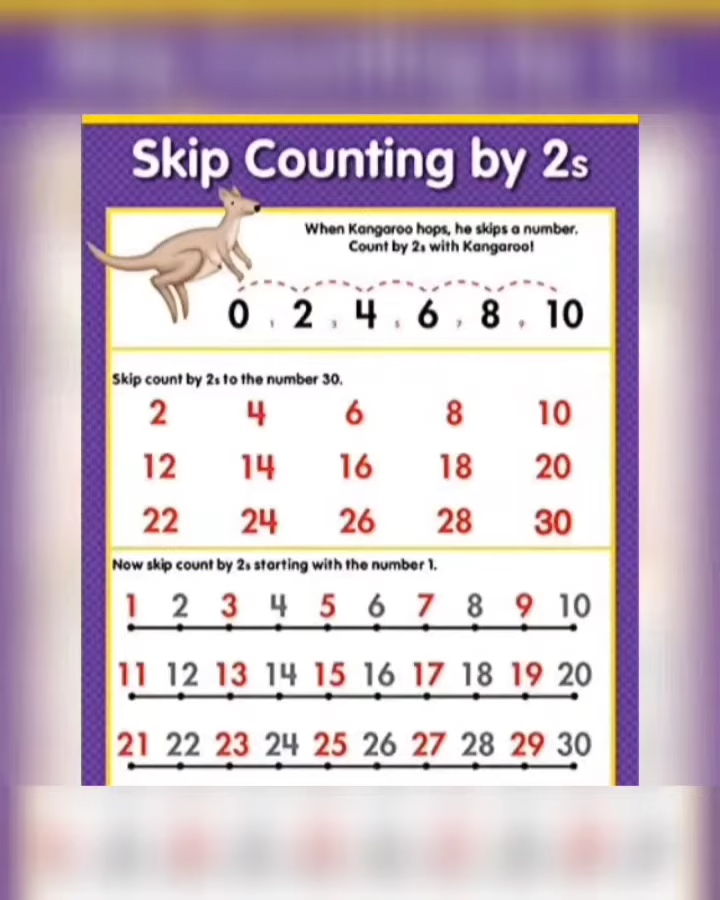 Skip Counting by 2s
When Kangaroo hops, he skips a number.
Count by 2s with Kangaroo!
0 1 2 3 4 5 6 7 8 9 10
Skip count by 2s to the number 30.
2 4 6 8 10
12 14 16 18 20
22 24 26 28 30
Now skip count by 2s starting with the number 1.
1 2 3 4 5 6 7 8 9 10
11 12 13 14 15 16 17 18 19 20
21 22 23 24 25 26 27 28 29 30